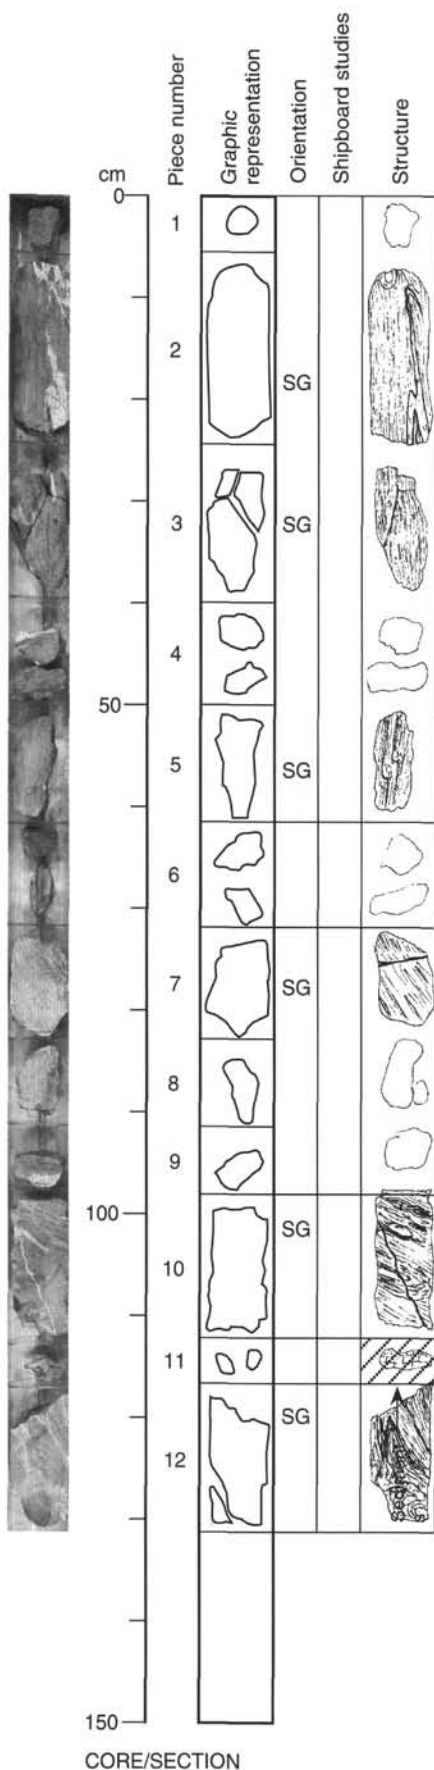 cm
Piece number
Graphic
representation
Orientation
Shipboard studies
Structure
0
1
2
SG
3
SG
4
50
5
SG
6
7
SG
8
9
100
10
SG
11
12
SG
Sediments
150
CORE/SECTION